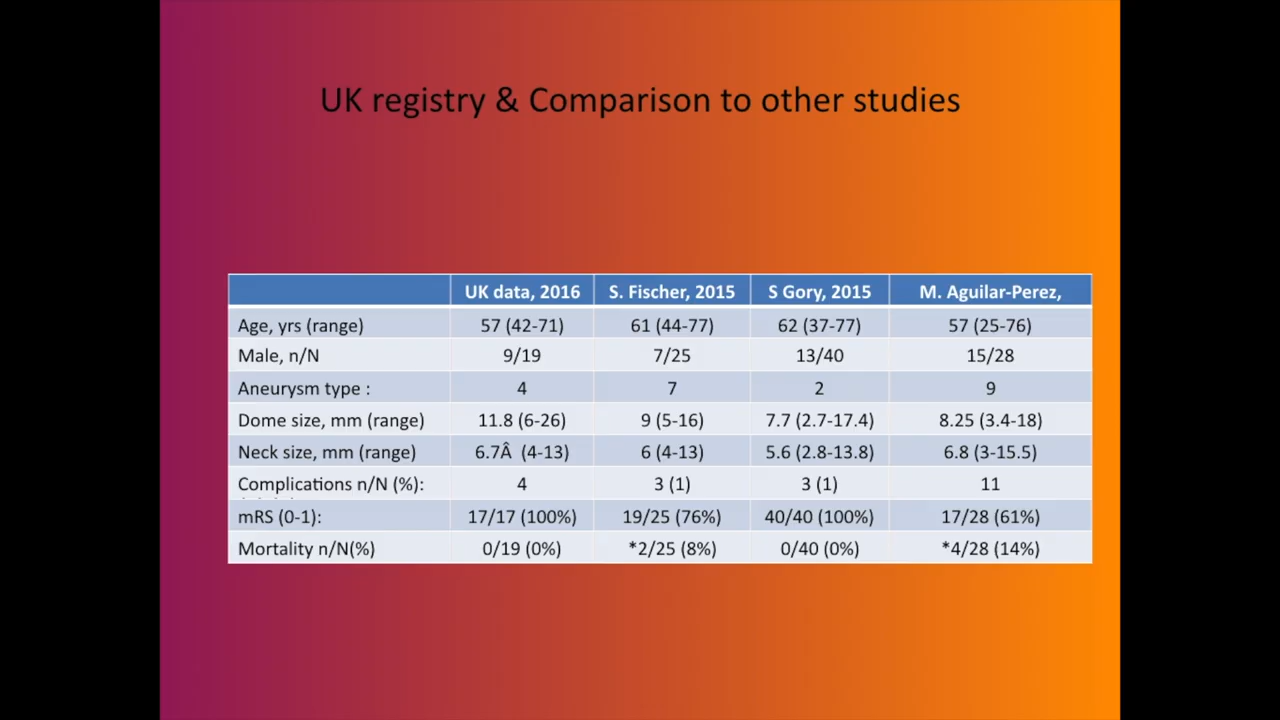 UK registry & Comparison to other studies
UK data, 2016 S. Fischer, 2015 S Gory, 2015 M. Aguilar-Perez,
Age, yrs (range) 57 (42-71) 61 (44-77) 62 (37-77) 57 (25-76)
Male, n/N 9/19 7/25 13/40 15/28
Aneurysm type : 4 7 2 9
Dome size, mm (range) 11.8 (6-26) 9 (5-16) 7.7 (2.7-17.4) 8.25 (3.4-18)
Neck size, mm (range) 6.7Â (4-13) 6 (4-13) 5.6 (2.8-13.8) 6.8 (3-15.5)
Complications n/N (%): 4 3 (1) 3 (1) 11
mRS (0-1): 17/17 (100%) 19/25 (76%) 40/40 (100%) 17/28 (61%)
Mortality n/N(%) 0/19 (0%) *2/25 (8%) 0/40 (0%) *4/28 (14%)